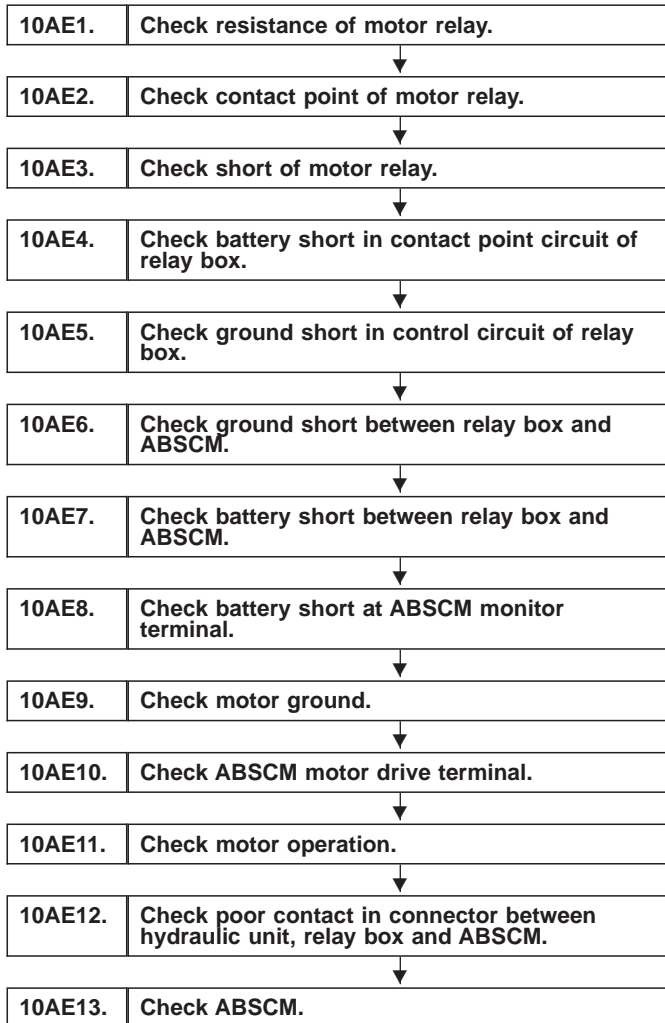 10AE1. Check resistance of motor relay.
10AE2. Check contact point of motor relay.
10AE3. Check short of motor relay.
10AE4. Check battery short in contact point circuit of
relay box.
10AE5. Check ground short in control circuit of relay
box.
10AE6. Check ground short between relay box and
ABSCM.
10AE7. Check battery short between relay box and
ABSCM.
10AE8. Check battery short at ABSCM monitor
terminal.
10AE9. Check motor ground.
10AE10. Check ABSCM motor drive terminal.
10AE11. Check motor operation.
10AE12. Check poor contact in connector between
hydraulic unit, relay box and ABSCM.
10AE13. Check ABSCM.